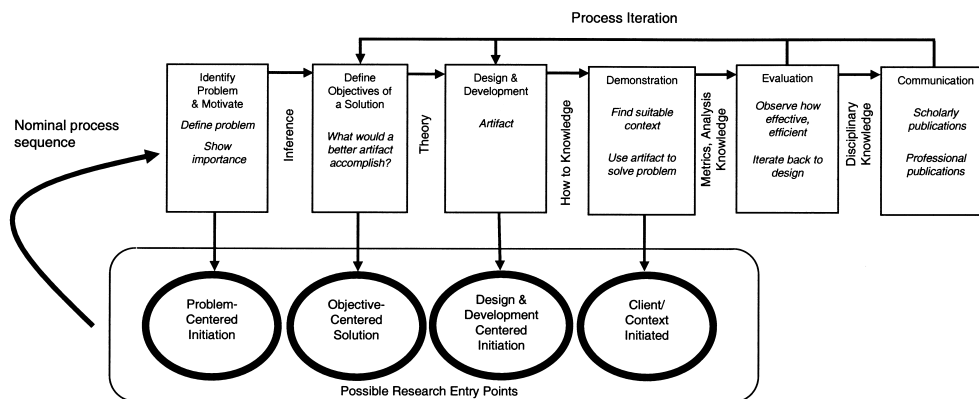 Process Iteration
Nominal process
sequence
Identify
Problem
& Motivate
Define problem
Show
importance
Inference
Define
Objectives of
a Solution
What would a
better artifact
accomplish?
Theory
Design &
Development
Artifact
How to Knowledge
Demonstration
Find suitable
context
Use artifact to
solve problem
Metrics, Analysis
Knowledge
Evaluation
Observe how
effective,
efficient
Iterate back to
design
Disciplinary
Knowledge
Communication
Scholarly
publications
Professional
publications
Problem-
Centered
Initiation
Objective-
Centered
Solution
Design &
Development
Centered
Initiation
Client/
Context
Initiated
Possible Research Entry Points